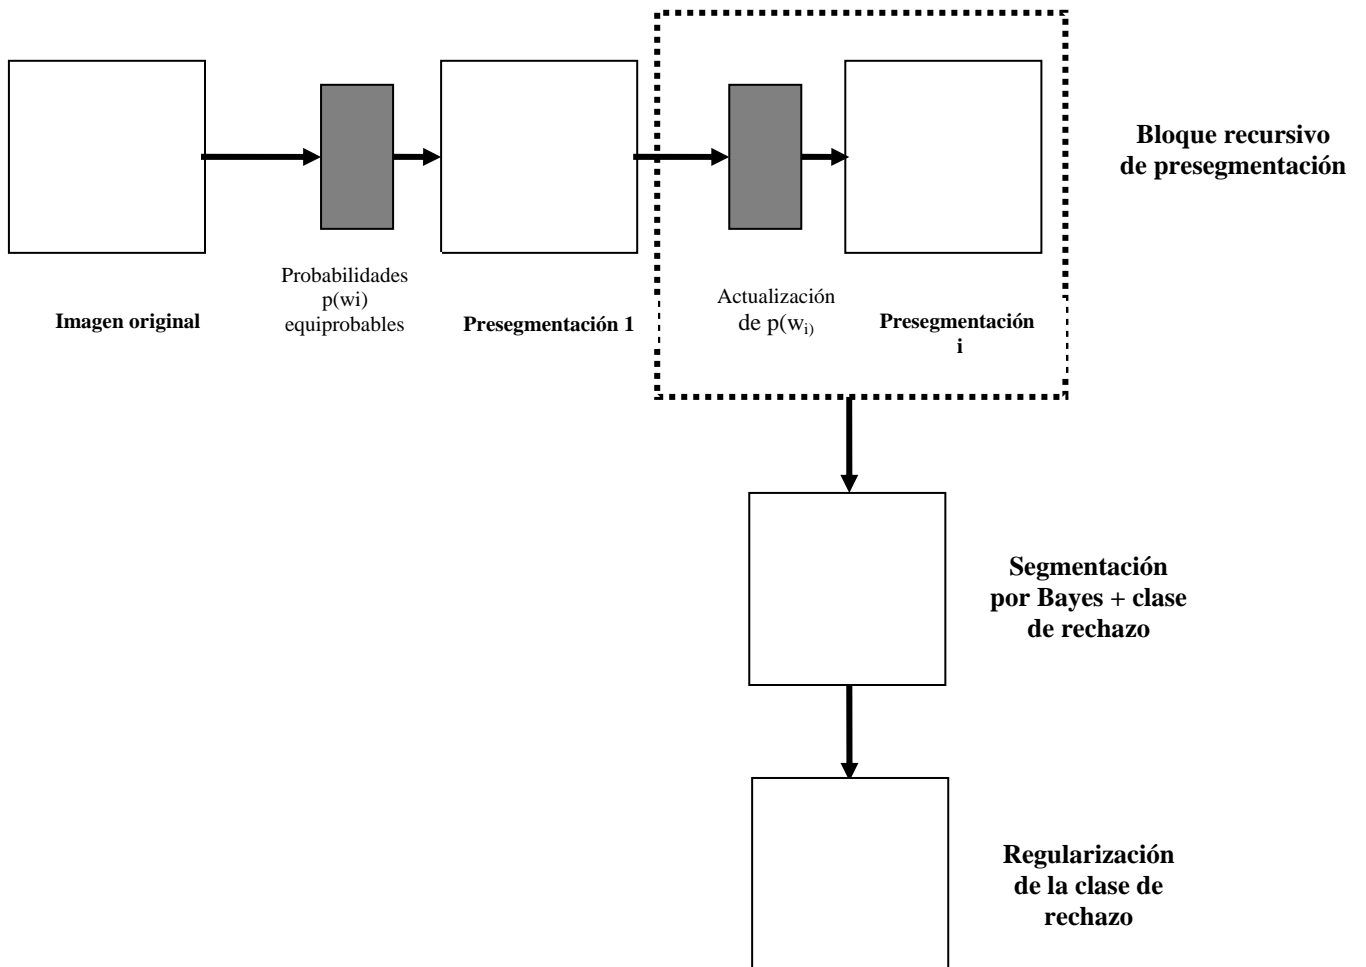 Bloque recursivo
de presegmentación
Probabilidades
p(wi)
equiprobables
Imagen original
Presegmentación 1
Actualización
de p(wi)
Presegmentación
i
Segmentación
por Bayes + clase
de rechazo
Regularización
de la clase de
rechazo